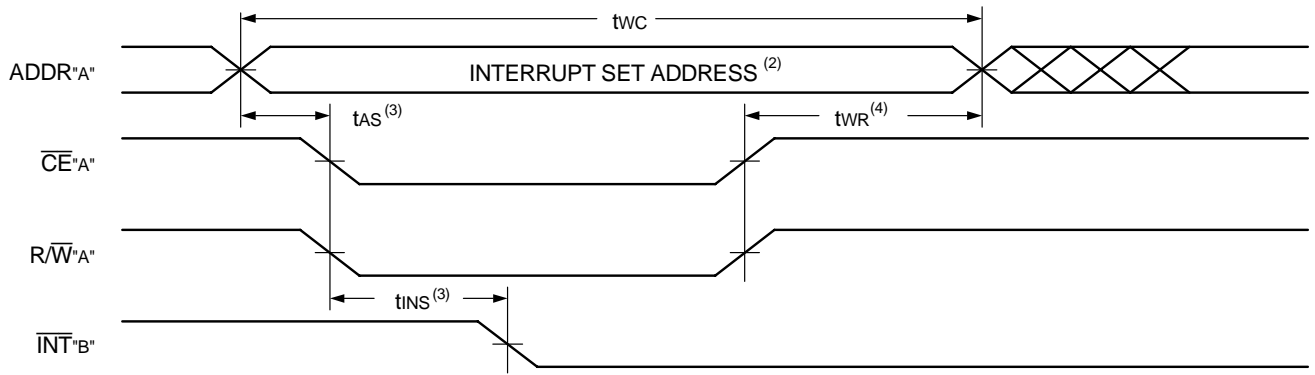 tWC
ADDR"A"
INTERRUPT SET ADDRESS (2)
tAS(3)
tWR(4)
CE"A"
R/W"A"
tINS(3)
INT"B"